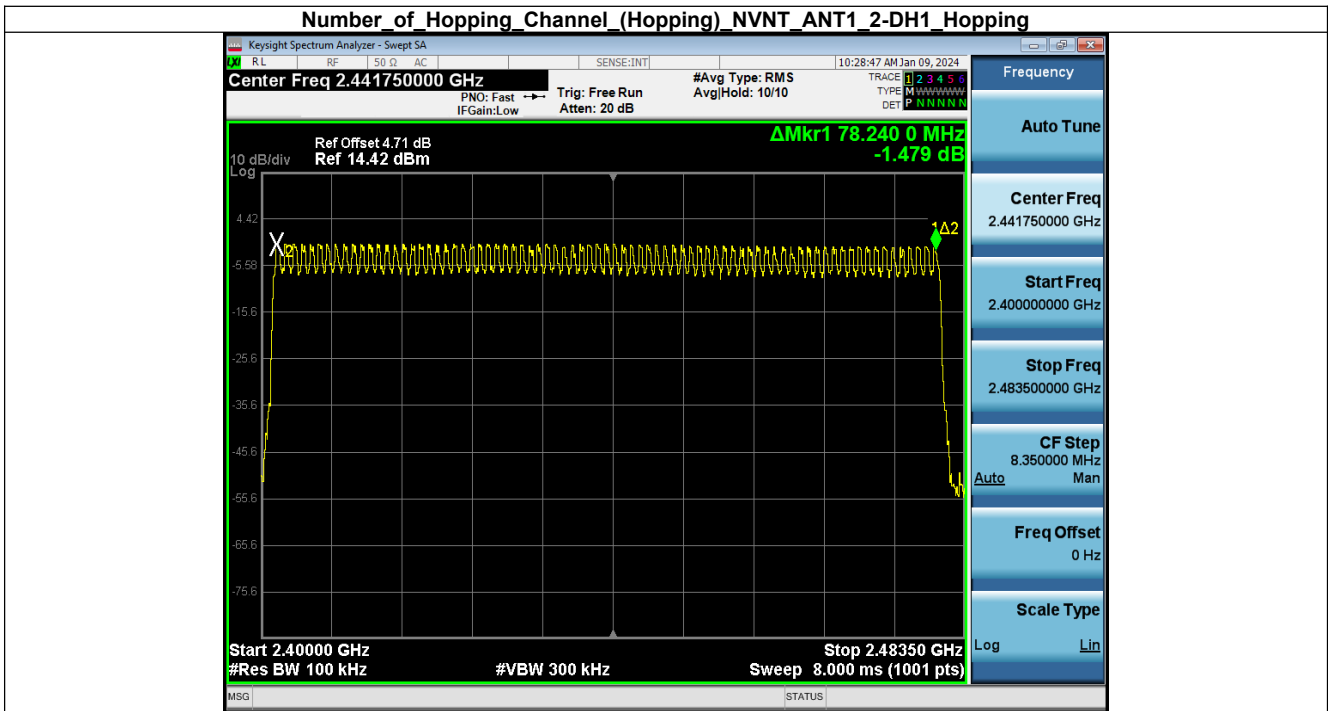 Number_of_Hopping_Channel_(Hopping)_NVNT_ANT1_2-DH1_Hopping
Keysight Spectrum Analyzer - Swept SA
LXI RL RF 50 Ω AC SENSE:INT 10:28:47 AM Jan 09, 2024
Center Freq 2.441750000 GHz
PNO: Fast
IFGain:Low
Trig: Free Run
Atten: 20 dB
#Avg Type: RMS
Avg|Hold: 10/10
TRACE 1 2 3 4 5 6
TYPE M WWWWW
DET P N N N N N
ΔMkr1 78.240 0 MHz
-1.479 dB
Ref Offset 4.71 dB
10 dB/div Ref 14.42 dBm
Log
4.42
-5.58
-15.6
-25.6
-35.6
-45.6
-55.6
-65.6
-75.6
X2
1Δ2
Start 2.40000 GHz Stop 2.48350 GHz
#Res BW 100 kHz #VBW 300 kHz Sweep 8.000 ms (1001 pts)
MSG STATUS
Frequency
Auto Tune
Center Freq
2.441750000 GHz
Start Freq
2.400000000 GHz
Stop Freq
2.483500000 GHz
CF Step
8.350000 MHz
Auto Man
Freq Offset
0 Hz
Scale Type
Log Lin